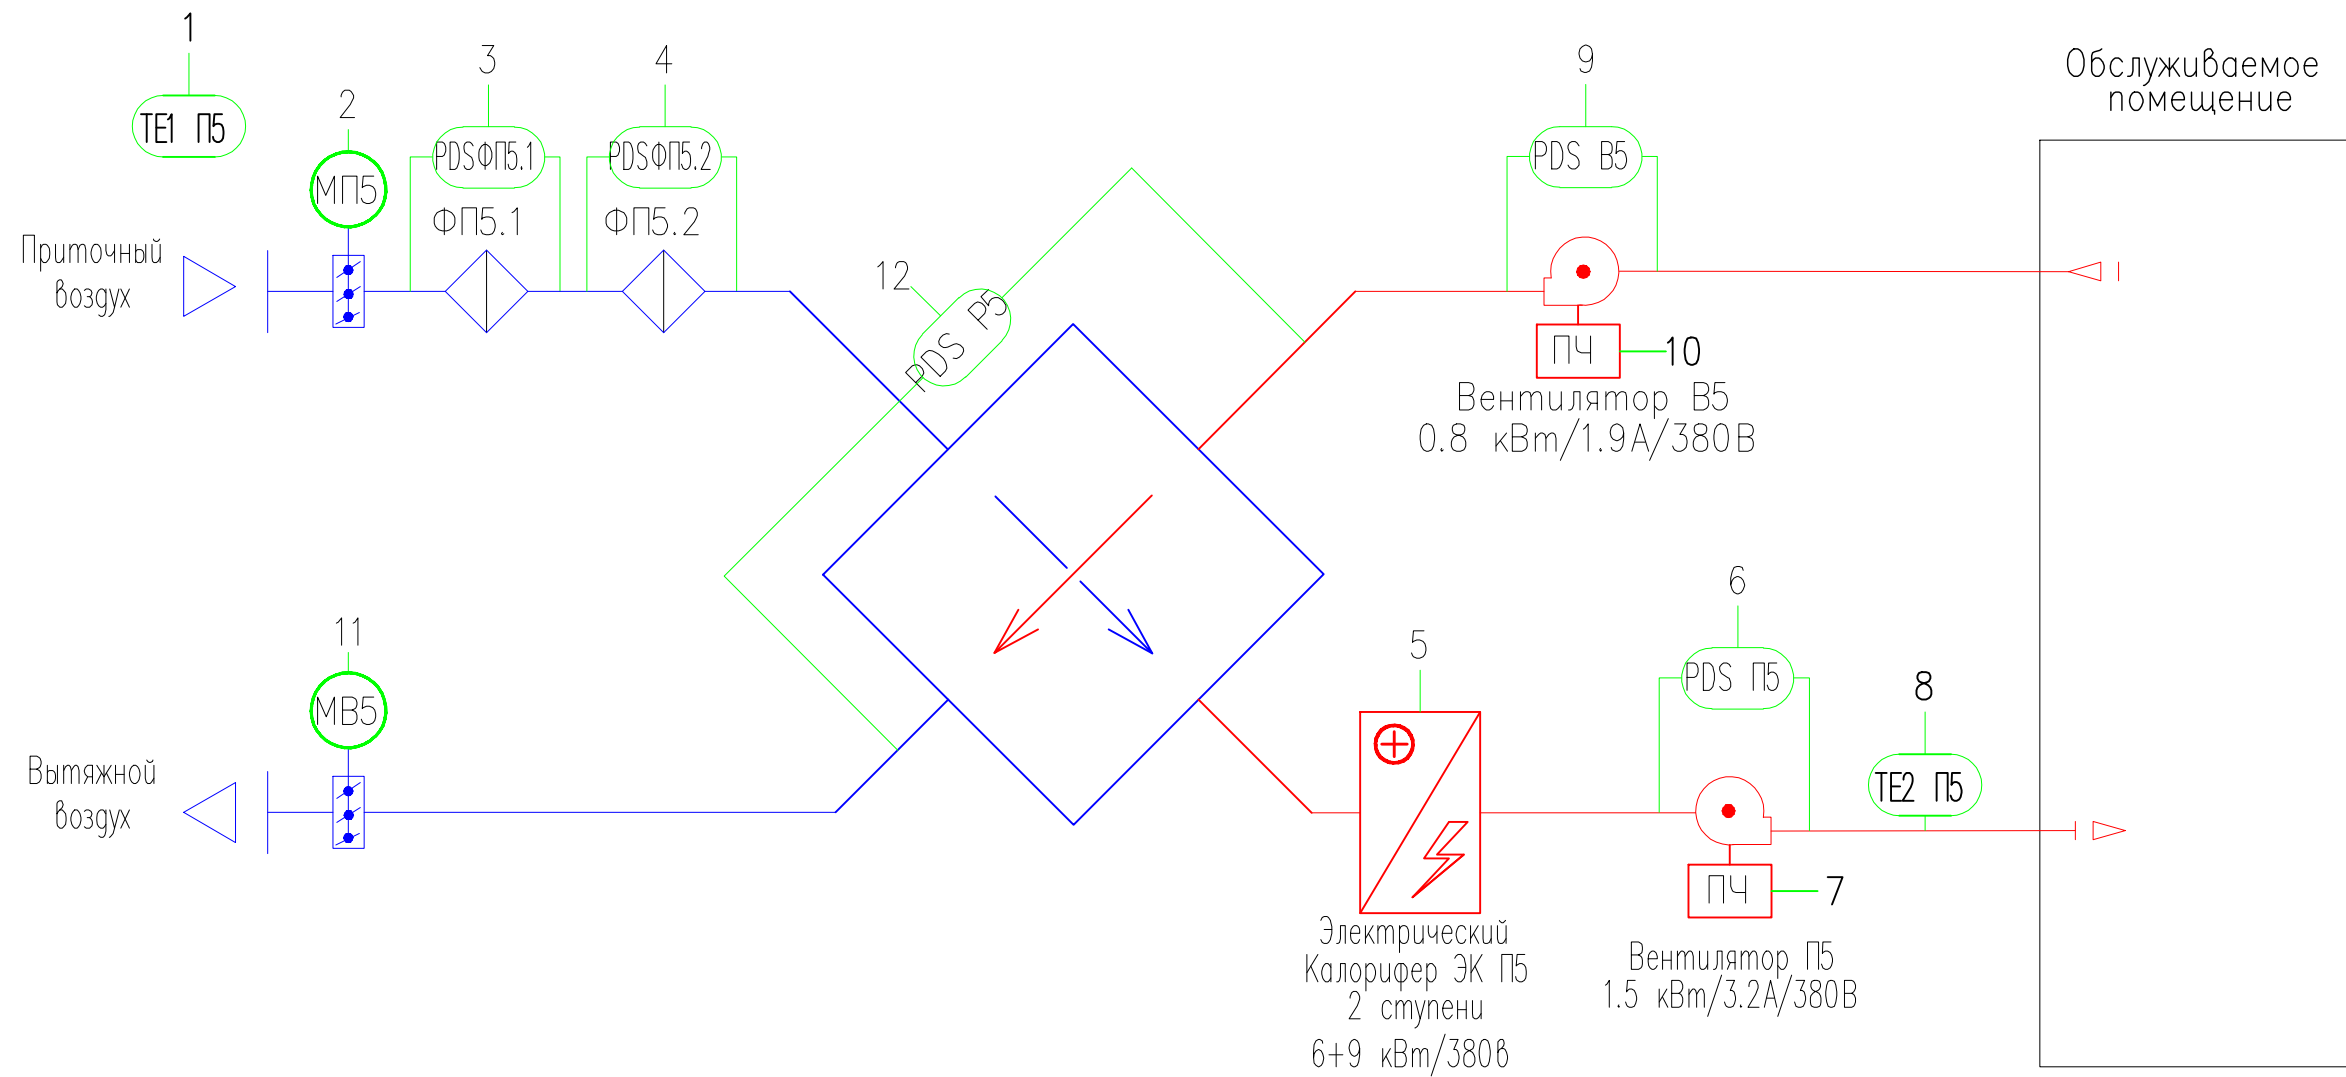 1
ТЕ1 П5
2
МП5
3
PDSФП5.1
ФП5.1
4
PDSФП5.2
ФП5.2
Приточный
воздух
12
PDS P5
9
PDS В5
ПЧ
10
Вентилятор В5
0.8 кВт/1.9А/380В
Обслуживаемое
помещение
11
МВ5
Вытяжной
воздух
5
Электрический
Калорифер ЭК П5
2 ступени
6+9 кВт/380в
6
PDS П5
ПЧ
7
Вентилятор П5
1.5 кВт/3.2А/380В
8
ТЕ2 П5